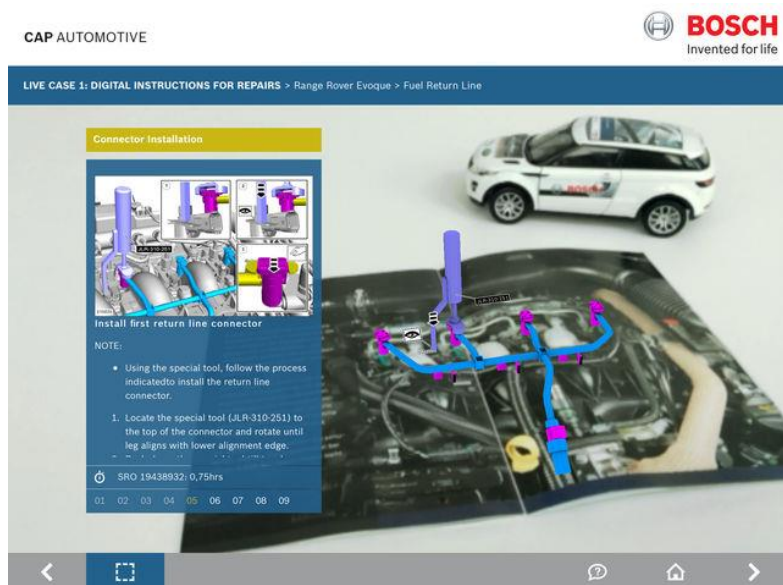 CAP AUTOMOTIVE
BOSCH
Invented for life
LIVE CASE 1: DIGITAL INSTRUCTIONS FOR REPAIRS > Range Rover Evoque > Fuel Return Line
Connector Installation
JLR-310-251
Install first return line connector
NOTE:
• Using the special tool, follow the process
indicatedto install the return line
connector.
1. Locate the special tool (JLR-310-251) to
the top of the connector and rotate until
leg aligns with lower alignment edge.
SRO 19438932: 0,75hrs
01 02 03 04 05 06 07 08 09
BOSCH